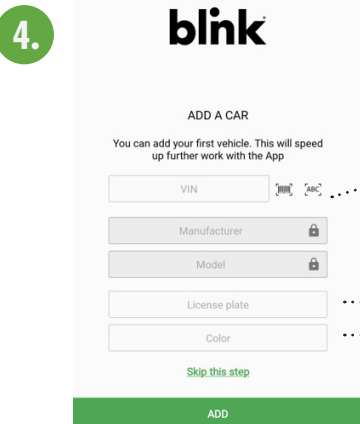 4.
blink
ADD A CAR
You can add your first vehicle. This will speed
up further work with the App
VIN
[ABC]
Manufacturer
Model
License plate
Color
Skip this step
ADD